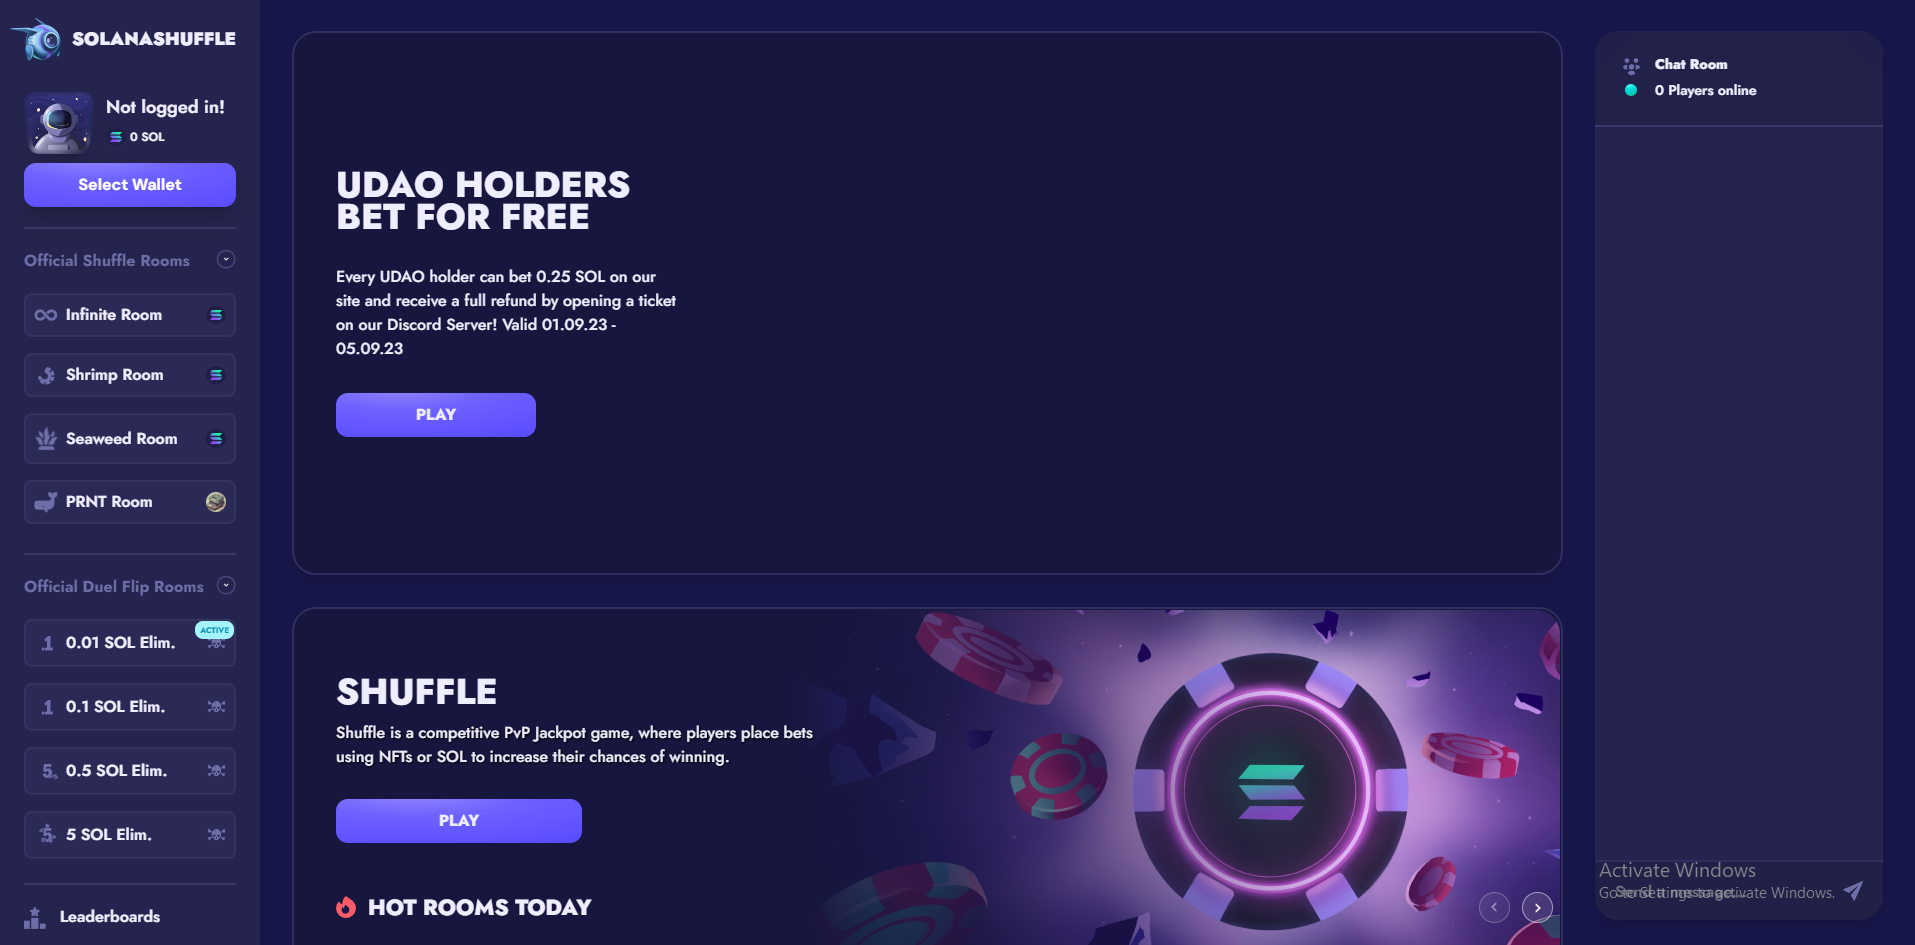 SOLANASHUFFLE
Not logged in!
0 SOL
Select Wallet
Official Shuffle Rooms
Infinite Room
Shrimp Room
Seaweed Room
PRNT Room
Official Duel Flip Rooms
ACTIVE
.1 0.01 SOL Elim.
.1 0.1 SOL Elim.
5 0.5 SOL Elim.
5 5 SOL Elim.
Leaderboards
UDAO HOLDERS
BET FOR FREE
Every UDAO holder can bet 0.25 SOL on our
site and receive a full refund by opening a ticket
on our Discord Server! Valid 01.09.23 -
05.09.23
PLAY
SHUFFLE
Shuffle is a competitive PvP Jackpot game, where players place bets
using NFTs or SOL to increase their chances of winning.
PLAY
HOT ROOMS TODAY
Chat Room
0 Players online
Activate Windows
Go to Settings to activate Windows.
Send a message...